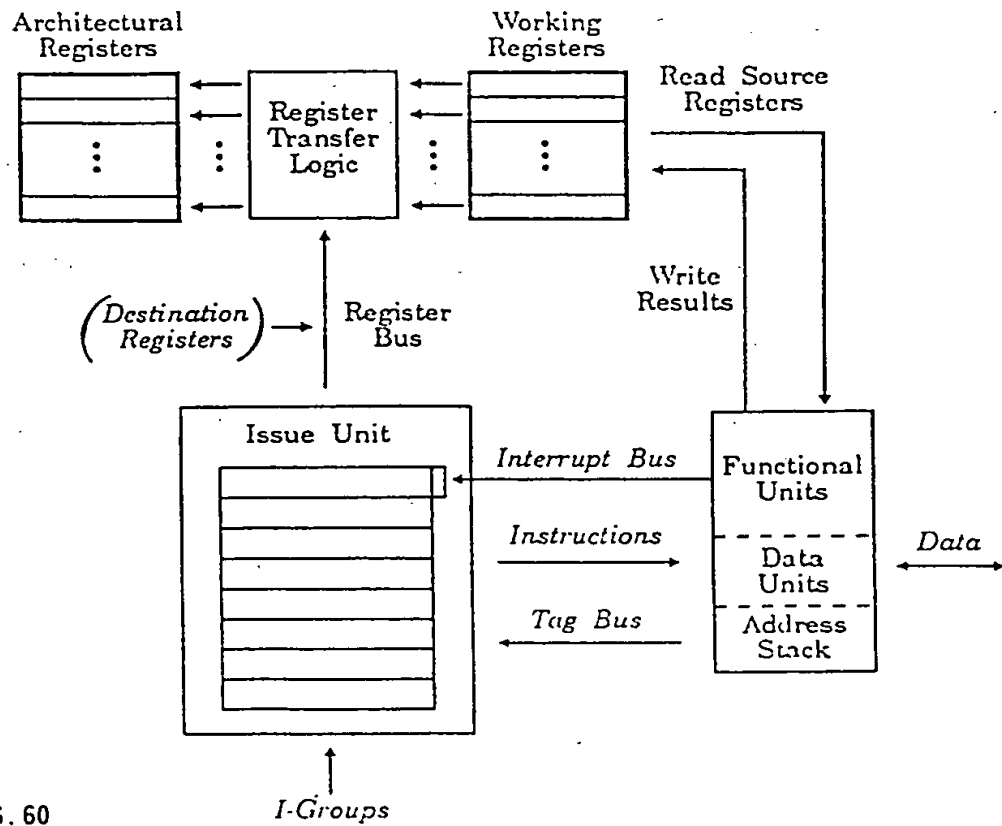 Architectural
Registers
Working
Registers
Read Source
Registers
Register
Transfer
Logic
Write
Results
(Destination
Registers)
Register
Bus
Issue Unit
Interrupt Bus
Functional
Units
Instructions
Data
Units
Data
Tag Bus
Address
Stack
I-Groups
. 60